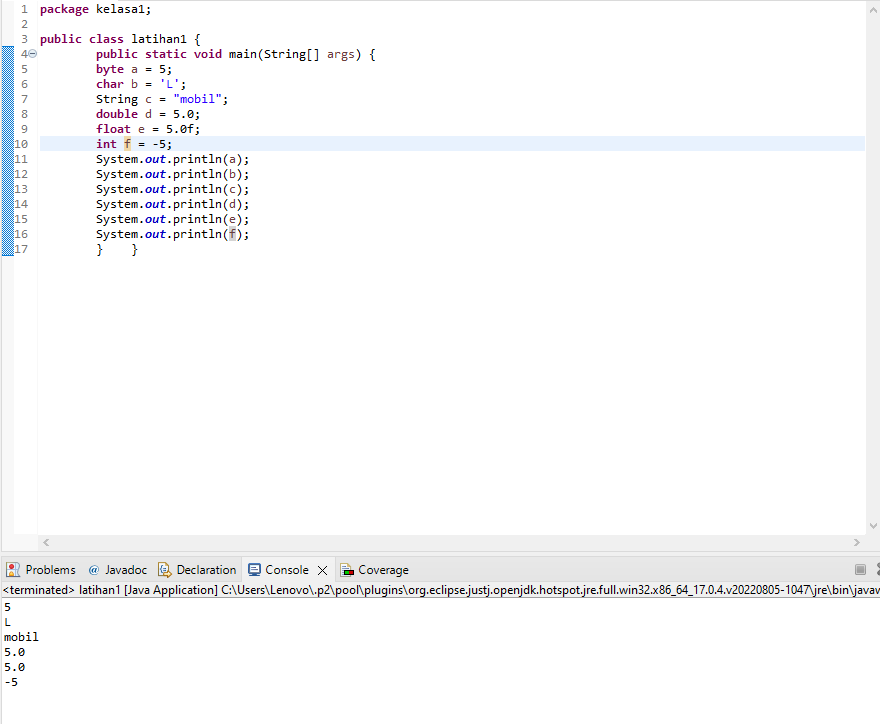 1 package kelasa1;
2
3 public class latihan1 {
4 public static void main(String[] args) {
5 byte a = 5;
6 char b = 'L';
7 String c = "mobil";
8 double d = 5.0;
9 float e = 5.0f;
10 int f = -5;
11 System.out.println(a);
12 System.out.println(b);
13 System.out.println(c);
14 System.out.println(d);
15 System.out.println(e);
16 System.out.println(f);
17 } }
Problems @ Javadoc Declaration Console Coverage
<terminated> latihan1 [Java Application] C:\Users\Lenovo\.p2\pool\plugins\org.eclipse.justj.openjdk.hotspot.jre.full.win32.x86_64_17.0.4.v20220805-1047\jre\bin\javaw
5
L
mobil
5.0
5.0
-5